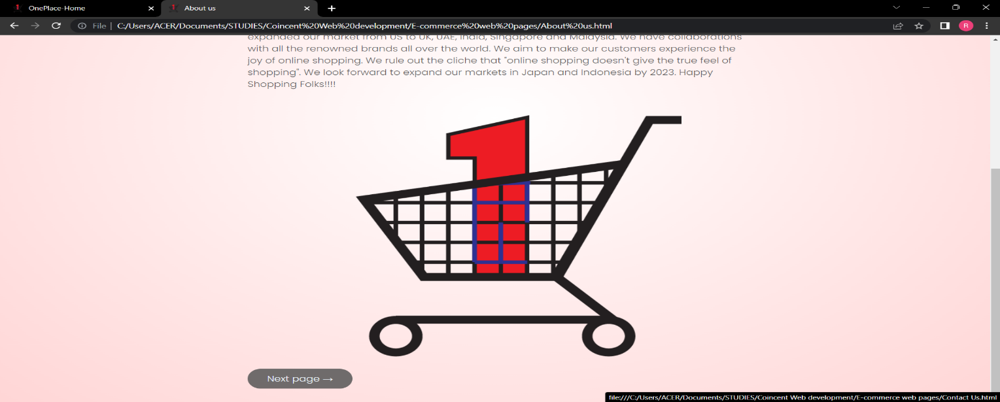 OnePlace-Home
About us
File | C:/Users/ACER/Documents/STUDIES/Coincent%20Web%20development/E-commerce%20web%20pages/About%20us.html
R
expanded our market from US to UK, UAE, India, Singapore and Malaysia. We have collaborations
with all the renowned brands all over the world. We aim to make our customers experience the
joy of online shopping. We rule out the cliche that "online shopping doesn't give the true feel of
shopping". We look forward to expand our markets in Japan and Indonesia by 2023. Happy
Shopping Folks!!!!
1
Next page →
file:///C:/Users/ACER/Documents/STUDIES/Coincent Web development/E-commerce web pages/Contact Us.html